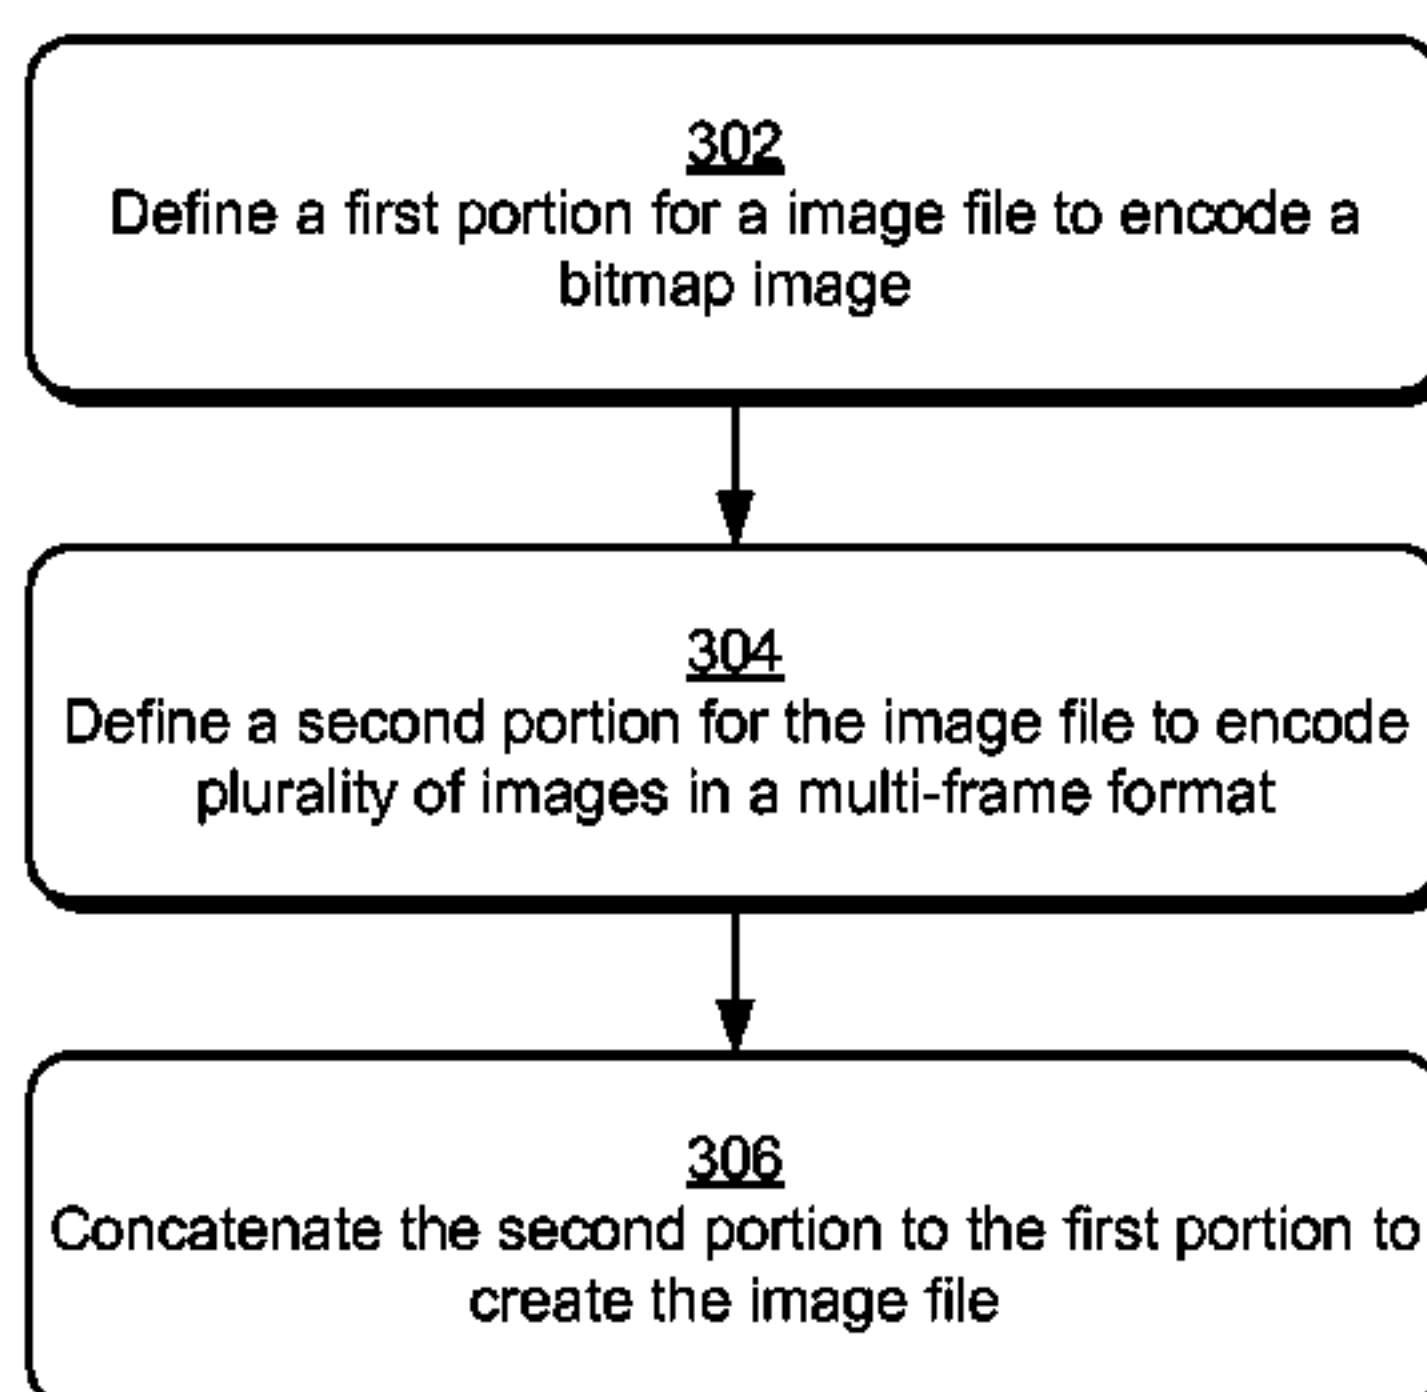 302
Define a first portion for a image file to encode a
bitmap image
304
Define a second portion for the image file to encode
plurality of images in a multi-frame format
306
Concatenate the second portion to the first portion to
create the image file